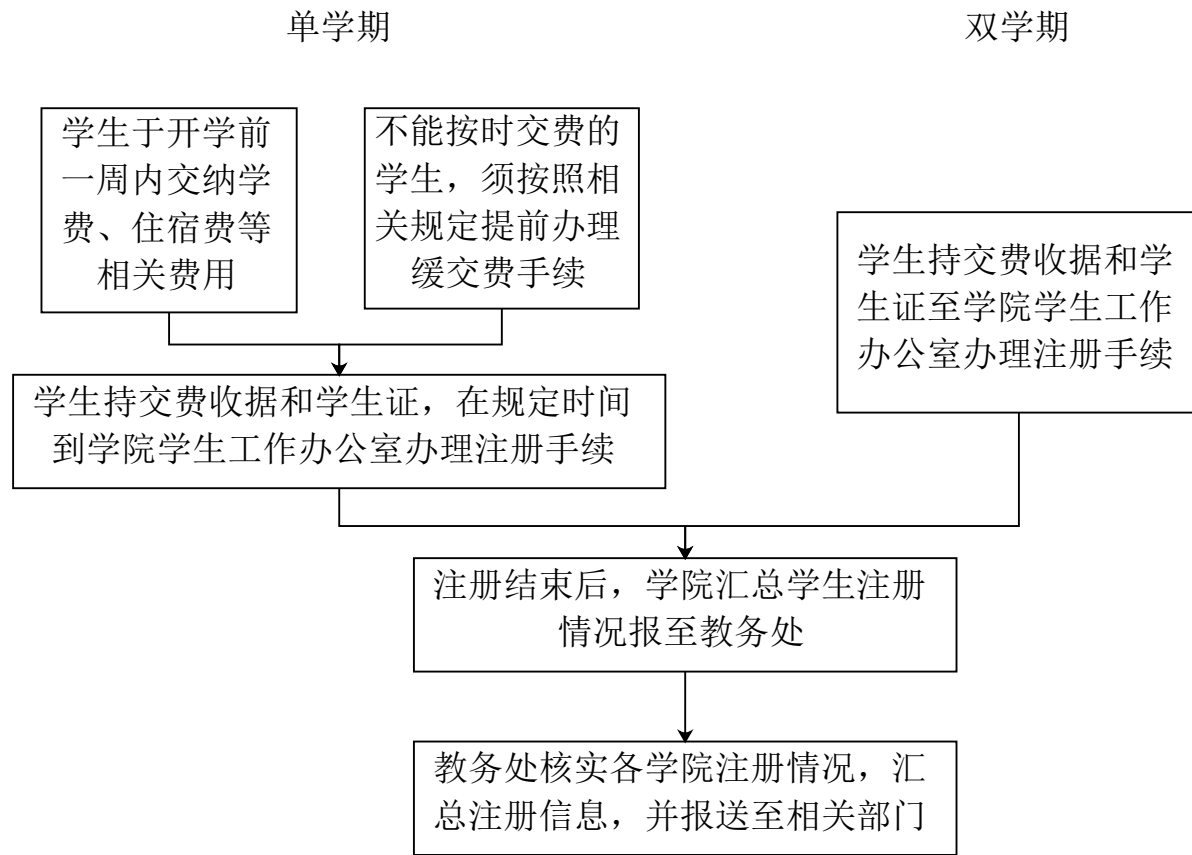 单学期
双学期
学生于开学前
一周内交纳学
费、住宿费等
相关费用
不能按时交费的
学生，须按照相
关规定提前办理
缓交费手续
学生持交费收据和学
生证至学院学生工作
办公室办理注册手续
学生持交费收据和学生证，在规定时间
到学院学生工作办公室办理注册手续
注册结束后，学院汇总学生注册
情况报至教务处
教务处核实各学院注册情况，汇
总注册信息，并报送至相关部门